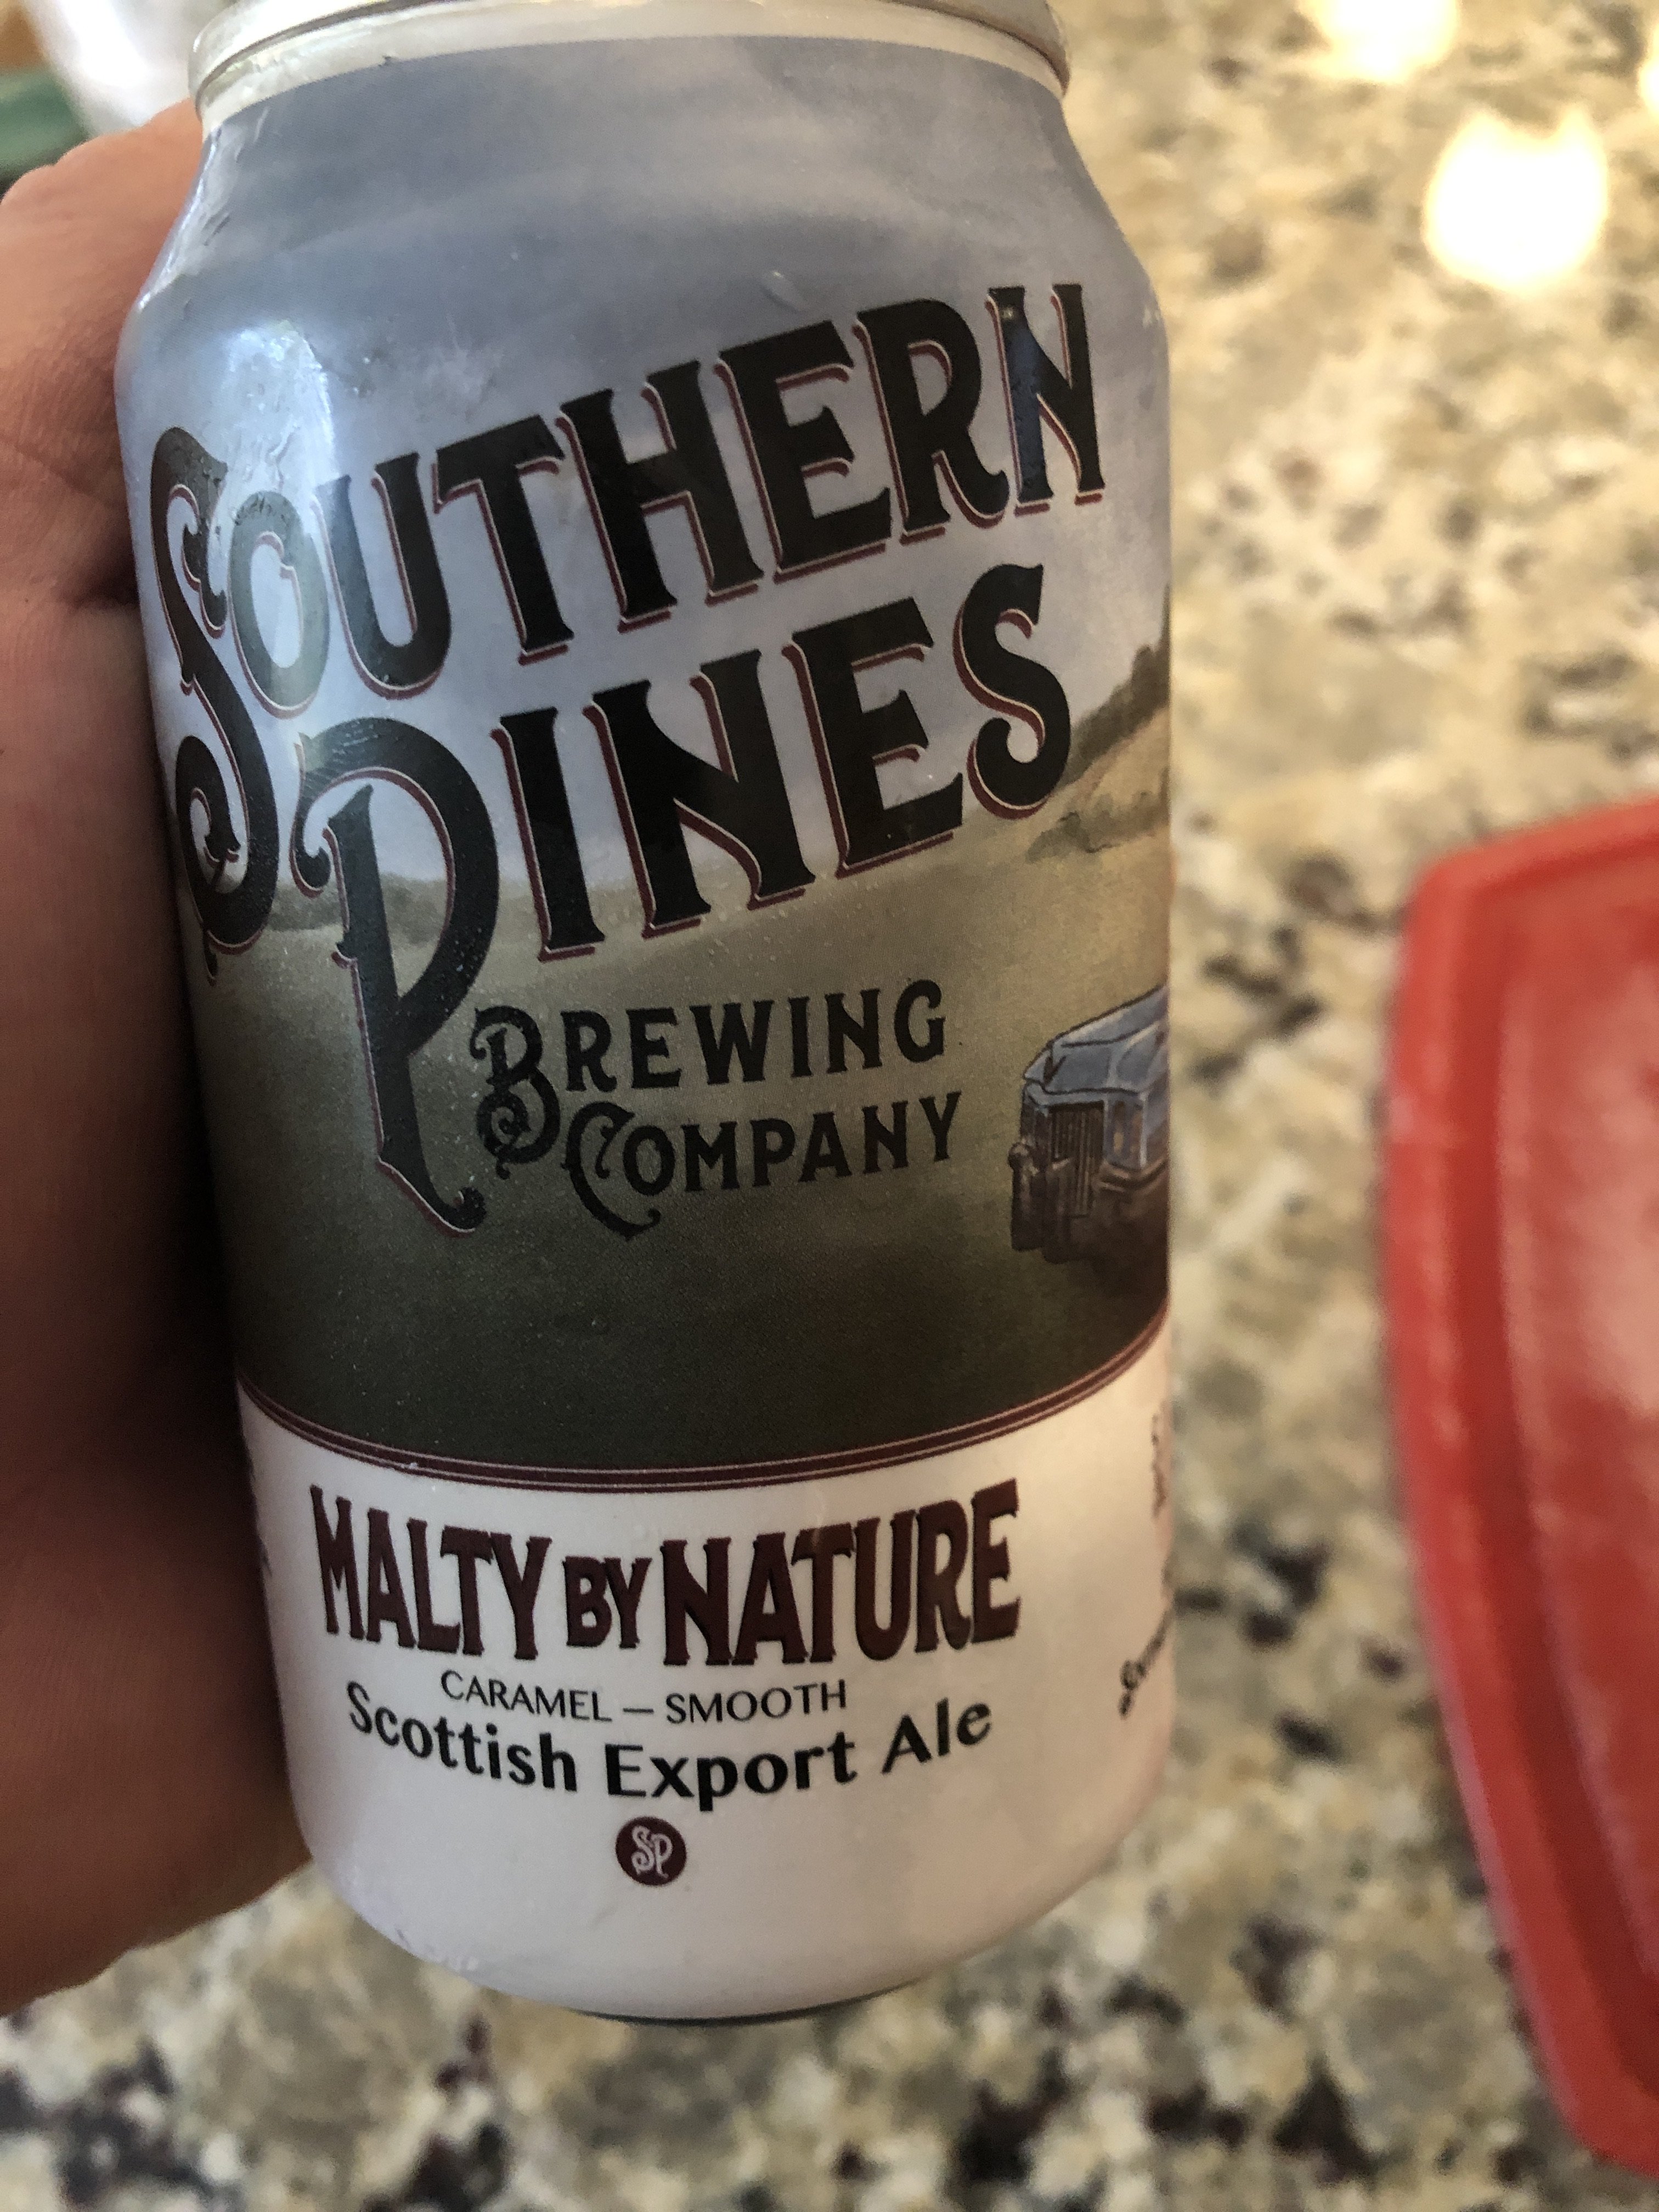 SOUTHERN
PINES
BREWING
COMPANY
MALTY BY NATURE
CARAMEL – SMOOTH
Scottish Export Ale
SP